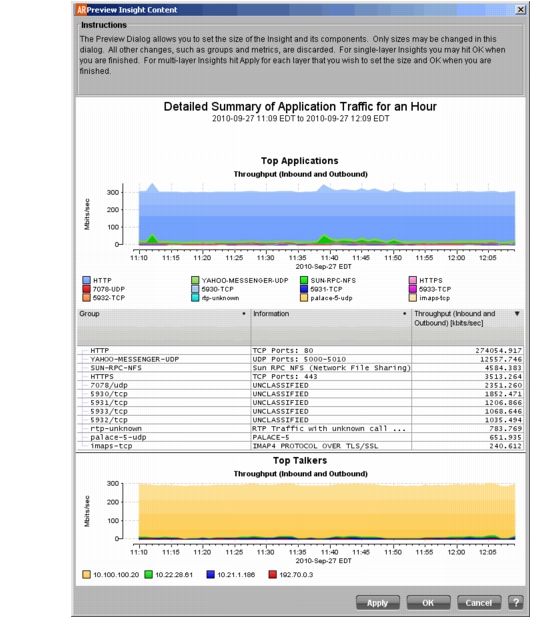 AR Preview Insight Content
Instructions
The Preview Dialog allows you to set the size of the Insight and its components. Only sizes may be changed in this
dialog. All other changes, such as groups and metrics, are discarded. For single-layer Insights you may hit OK when
you are finished. For multi-layer Insights hit Apply for each layer that you wish to set the size and OK when you are
finished.
Detailed Summary of Application Traffic for an Hour
2010-09-27 11:09 EDT to 2010-09-27 12:09 EDT
Top Applications
Throughput (Inbound and Outbound)
Mbits/sec
300
200
100
0
11:10 11:15 11:20 11:25 11:30 11:35 11:40 11:45 11:50 11:55 12:00 12:05
2010-Sep-27 EDT
HTTP YAHOO-MESSENGER-UDP SUN-RPC-NFS HTTPS
7078-UDP 5930-TCP 5931-TCP 5933-TCP
5932-TCP rtp-unknown palace-5-udp imaps-tcp
Group Information Throughput (Inbound and
Outbound) [kbits/sec]
HTTP TCP Ports: 80 274054.917
YAHOO-MESSENGER-UDP UDP Ports: 5000-5010 12557.746
SUN-RPC-NFS Sun RPC NFS (Network File Sharing) 4584.383
HTTPS TCP Ports: 443 3513.264
7078/udp UNCLASSIFIED 2351.260
5930/tcp UNCLASSIFIED 1852.471
5931/tcp UNCLASSIFIED 1206.866
5933/tcp UNCLASSIFIED 1068.646
5932/tcp UNCLASSIFIED 1035.494
rtp-unknown RTP Traffic with unknown call ... 783.769
palace-5-udp PALACE-5 651.935
imaps-tcp IMAP4 PROTOCOL OVER TLS/SSL 240.612
Top Talkers
Throughput (Inbound and Outbound)
Mbits/sec
300
200
100
0
11:10 11:15 11:20 11:25 11:30 11:35 11:40 11:45 11:50 11:55 12:00 12:05
2010-Sep-27 EDT
10.100.100.20 10.22.28.61 10.21.1.186 192.70.0.3
Apply OK Cancel ?